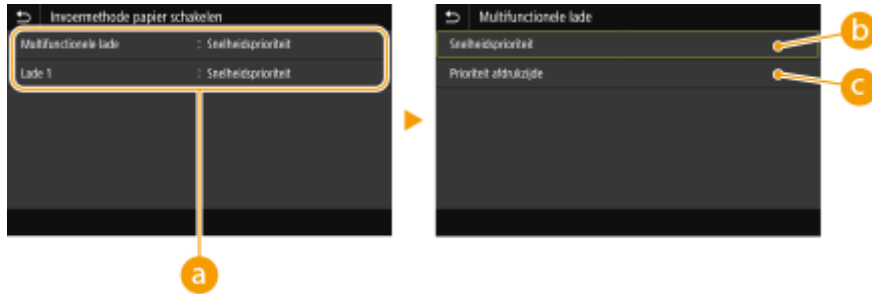 Invoermethode papier schakelen
Multifunctionele lade : Snelheidsprioriteit
Lade 1 : Snelheidsprioriteit
a
Multifunctionele lade
Snelheidsprioriteit
Prioriteit afdrukzijde
b
c